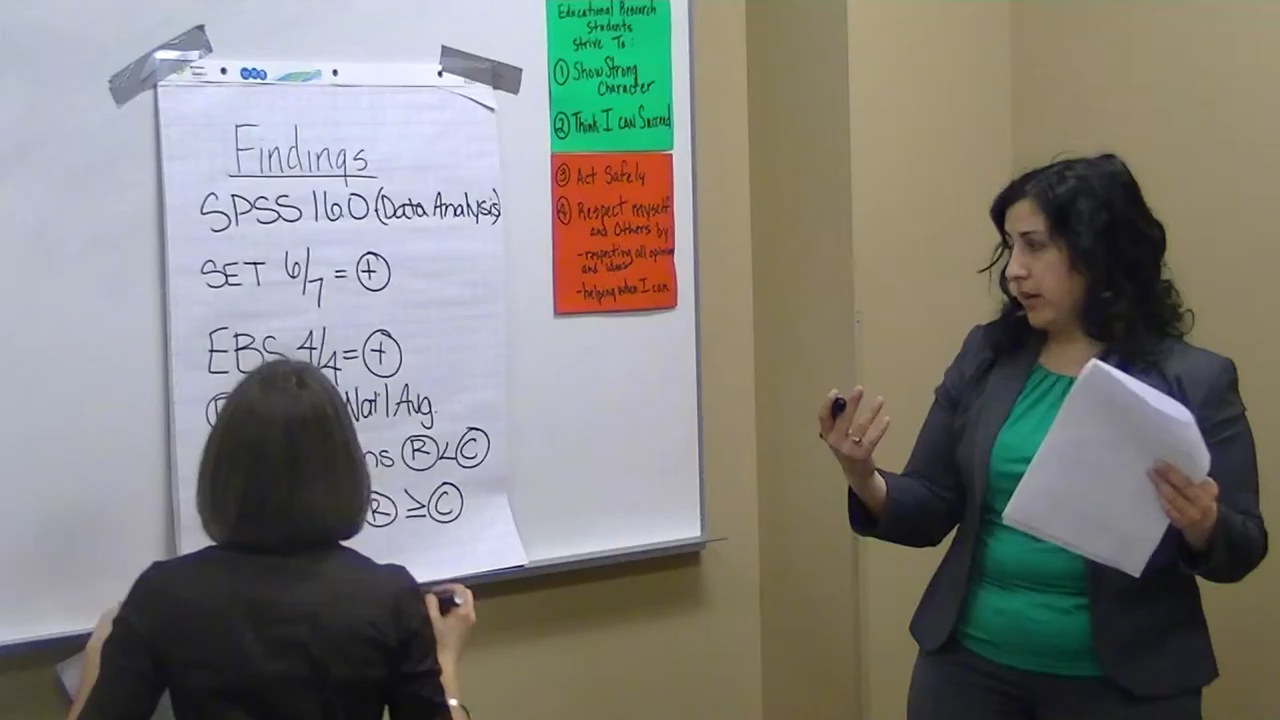 Findings
SPSS 16.0 (Data Analysis)
SET 6/7 = +
EBS 4/4 = +
Nat'l Avg.
ns R < C
R ≥ C
Educational Research
Students
Strive To:
1 Show Strong
Character
2 Think I CAN Succeed
3 Act Safely
4 Respect myself
and Others by:
- respecting all opinion
and ideas
- helping when I can